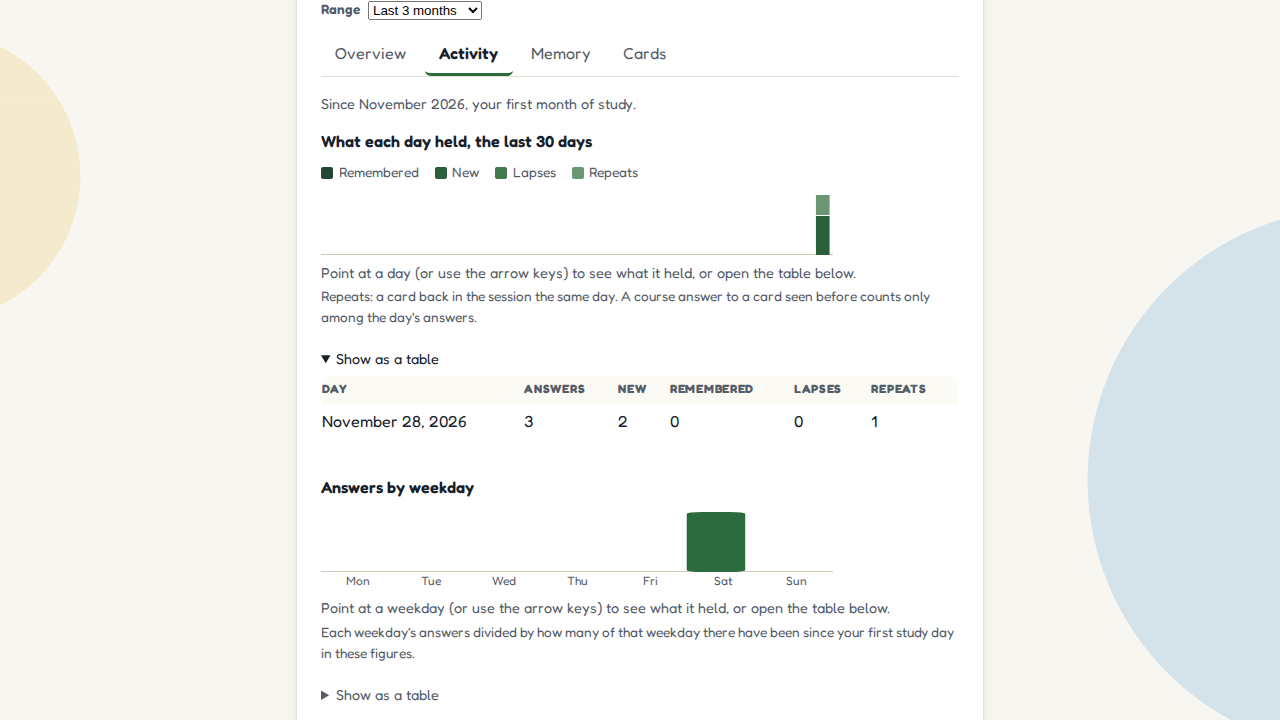 Range Last 3 months
Overview Activity Memory Cards
Since November 2026, your first month of study.
What each day held, the last 30 days
Remembered New Lapses Repeats
Point at a day (or use the arrow keys) to see what it held, or open the table below.
Repeats: a card back in the session the same day. A course answer to a card seen before counts only
among the day's answers.
Show as a table
DAY ANSWERS NEW REMEMBERED LAPSES REPEATS
November 28, 2026 3 2 0 0 1
Answers by weekday
Mon Tue Wed Thu Fri Sat Sun
Point at a weekday (or use the arrow keys) to see what it held, or open the table below.
Each weekday's answers divided by how many of that weekday there have been since your first study day
in these figures.
Show as a table